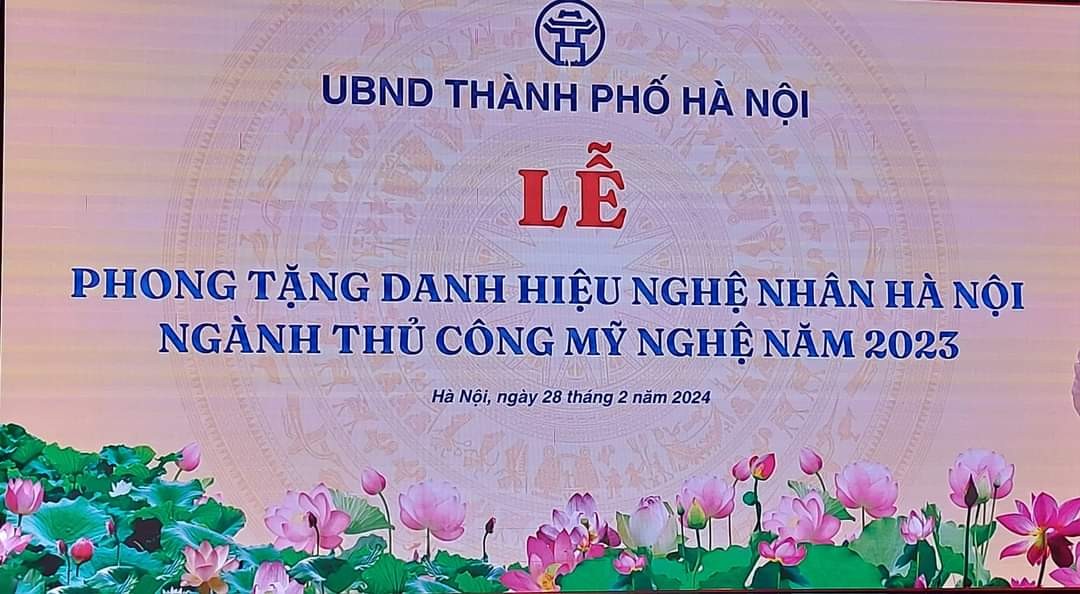 UBND THÀNH PHỐ HÀ NỘI
LỄ
PHONG TẶNG DANH HIỆU NGHỆ NHÂN HÀ NỘI
NGÀNH THỦ CÔNG MỸ NGHỆ NĂM 2023
Hà Nội, ngày 28 tháng 2 năm 2024